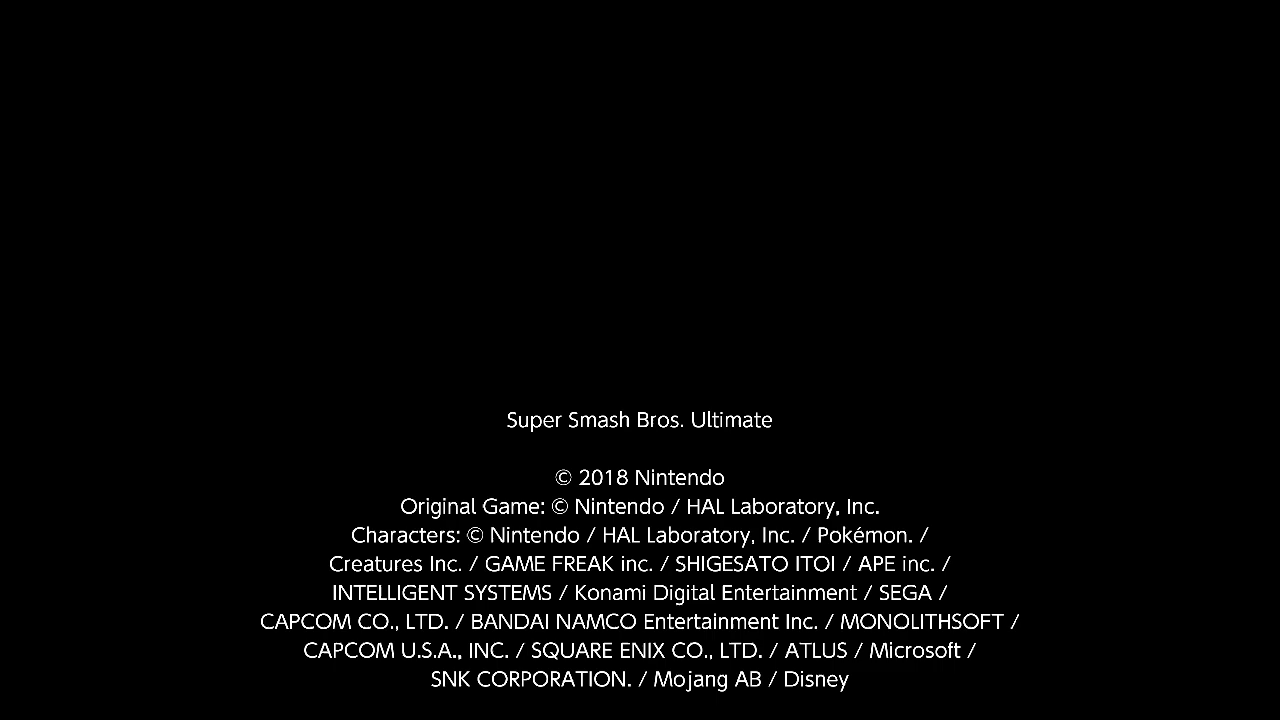 Super Smash Bros. Ultimate
© 2018 Nintendo
Original Game: © Nintendo / HAL Laboratory, Inc.
Characters: © Nintendo / HAL Laboratory, Inc. / Pokémon. /
Creatures Inc. / GAME FREAK inc. / SHIGESATO ITOI / APE inc. /
INTELLIGENT SYSTEMS / Konami Digital Entertainment / SEGA /
CAPCOM CO., LTD. / BANDAI NAMCO Entertainment Inc. / MONOLITHSOFT /
CAPCOM U.S.A., INC. / SQUARE ENIX CO., LTD. / ATLUS / Microsoft /
SNK CORPORATION. / Mojang AB / Disney